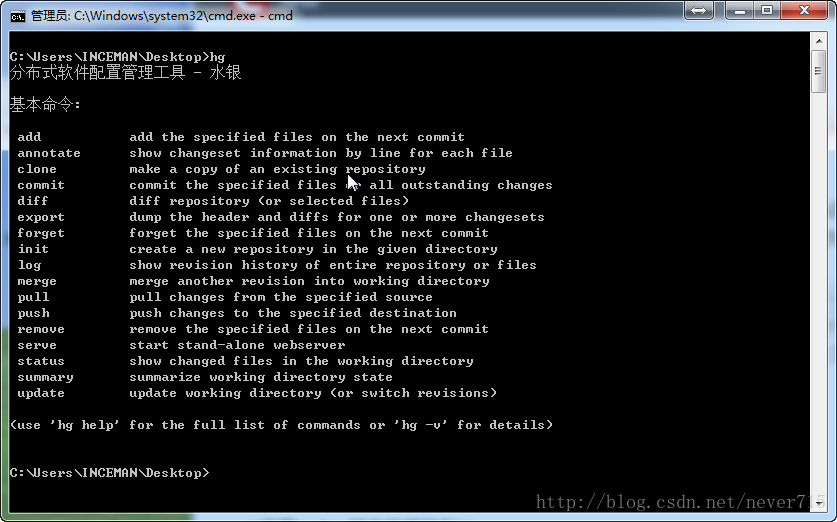 管理员: C:\Windows\system32\cmd.exe - cmd
C:\Users\INCEMAN\Desktop>hg
分布式软件配置管理工具 - 水银
基本命令:
add add the specified files on the next commit
annotate show changeset information by line for each file
clone make a copy of an existing repository
commit commit the specified files or all outstanding changes
diff diff repository (or selected files)
export dump the header and diffs for one or more changesets
forget forget the specified files on the next commit
init create a new repository in the given directory
log show revision history of entire repository or files
merge merge another revision into working directory
pull pull changes from the specified source
push push changes to the specified destination
remove remove the specified files on the next commit
serve start stand-alone webserver
status show changed files in the working directory
summary summarize working directory state
update update working directory (or switch revisions)
(use 'hg help' for the full list of commands or 'hg -v' for details)
C:\Users\INCEMAN\Desktop>
http://blog.csdn.net/never715